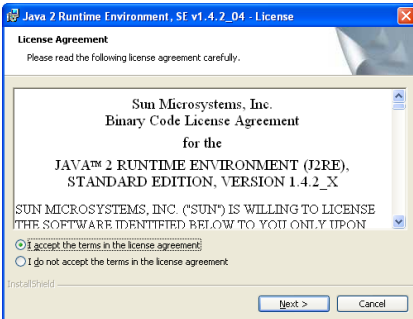 Java 2 Runtime Environment, SE v1.4.2_04 - License
License Agreement
Please read the following license agreement carefully.
Sun Microsystems, Inc.
Binary Code License Agreement
for the
JAVA™ 2 RUNTIME ENVIRONMENT (J2RE),
STANDARD EDITION, VERSION 1.4.2_X
SUN MICROSYSTEMS, INC. ("SUN") IS WILLING TO LICENSE
THE SOFTWARE IDENTIFIED BELOW TO YOU ONLY UPON
I accept the terms in the license agreement
I do not accept the terms in the license agreement
InstallShield
Next >
Cancel